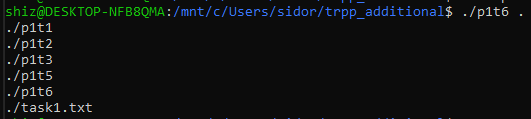 shiz@DESKTOP-NFB8QMA:/mnt/c/Users/sidor/trpp_additional$ ./p1t6 .
./p1t1
./p1t2
./p1t3
./p1t5
./p1t6
./task1.txt